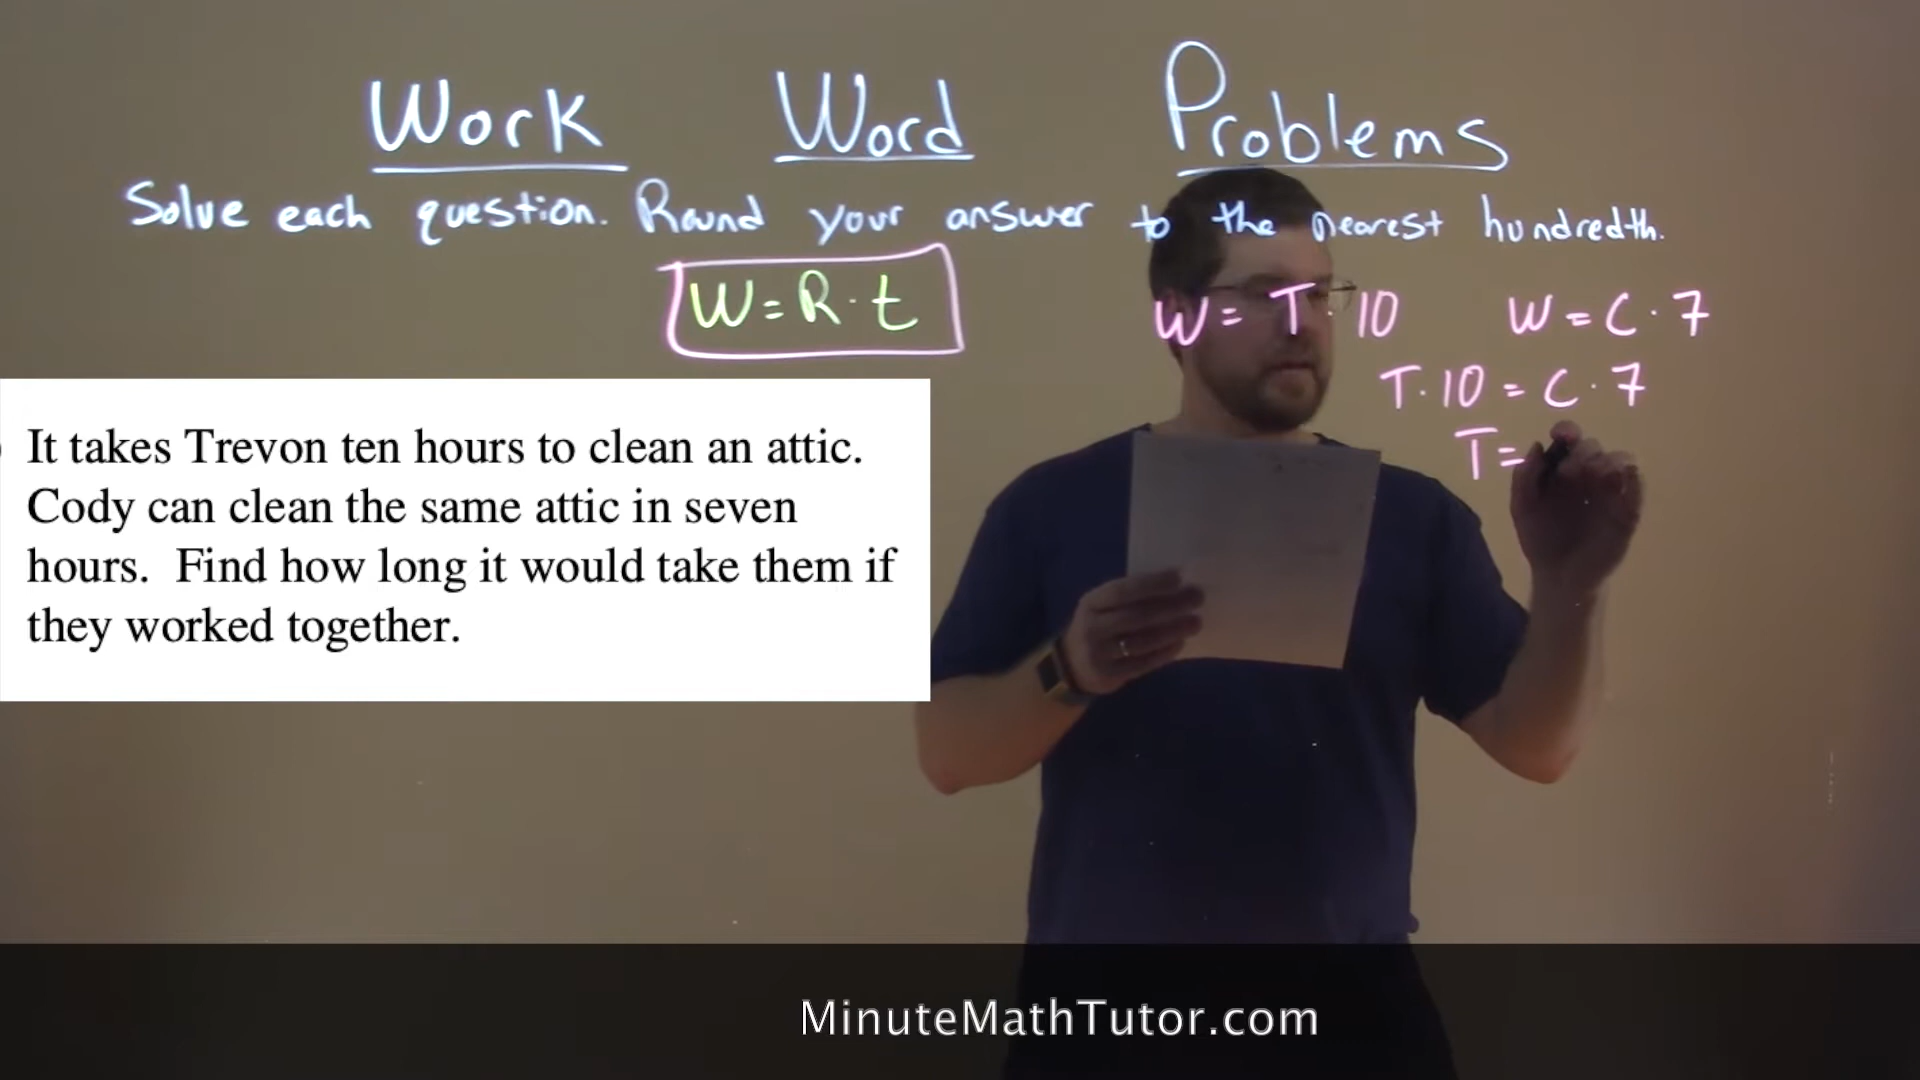 Work Word Problems
Solve each question. Round your answer to the nearest hundredth.
W = R · t
W = T · 10
W = C · 7
T · 10 = C · 7
T =
It takes Trevon ten hours to clean an attic.
Cody can clean the same attic in seven
hours. Find how long it would take them if
they worked together.
MinuteMathTutor.com